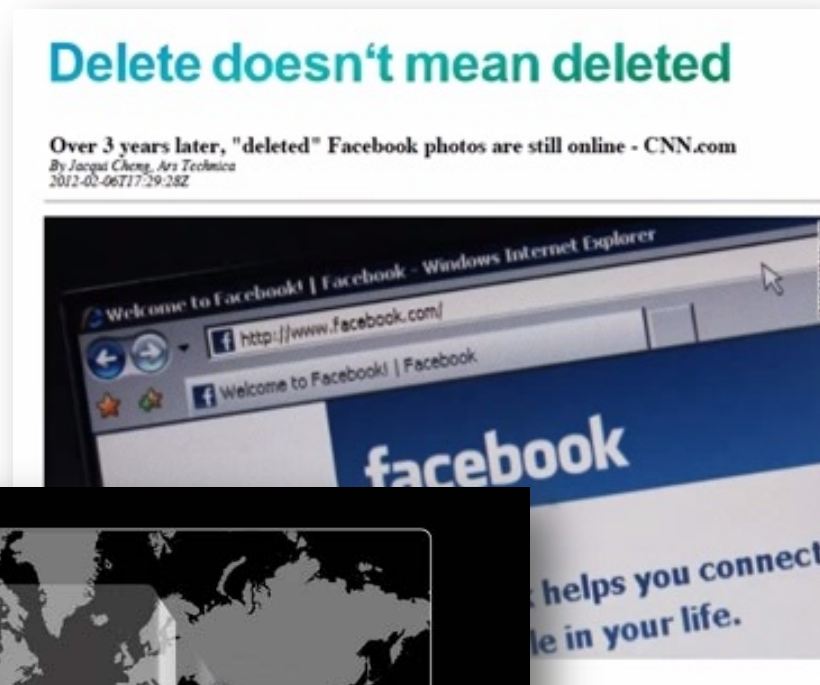 Delete doesn‘t mean deleted
Over 3 years later, "deleted" Facebook photos are still online - CNN.com
By Jacqui Cheng, Ars Technica
2012-02-06T17:29:28Z
Welcome to Facebook! | Facebook - Windows Internet Explorer
http://www.facebook.com/
Welcome to Facebook! | Facebook
facebook
helps you connect
le in your life.